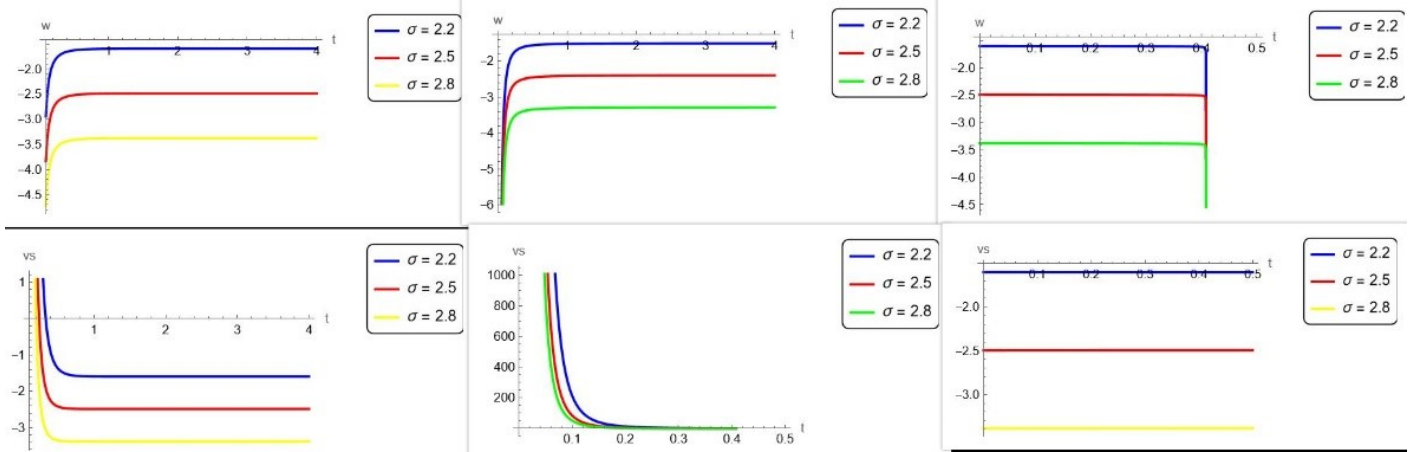 w
−2.0
−2.5
−3.0
−3.5
−4.0
−4.5
1 2 3 4 t
σ = 2.2
σ = 2.5
σ = 2.8
w
−2
−3
−4
−5
−6
1 2 3 4 t
σ = 2.2
σ = 2.5
σ = 2.8
w
−2.0
−2.5
−3.0
−3.5
−4.0
−4.5
0.1 0.2 0.3 0.4 0.5 t
σ = 2.2
σ = 2.5
σ = 2.8
vs
1
−1
−2
−3
1 2 3 4 t
σ = 2.2
σ = 2.5
σ = 2.8
vs
1000
800
600
400
200
0.1 0.2 0.3 0.4 0.5 t
σ = 2.2
σ = 2.5
σ = 2.8
vs
−2.0
−2.5
−3.0
0.1 0.2 0.3 0.4 0.5 t
σ = 2.2
σ = 2.5
σ = 2.8